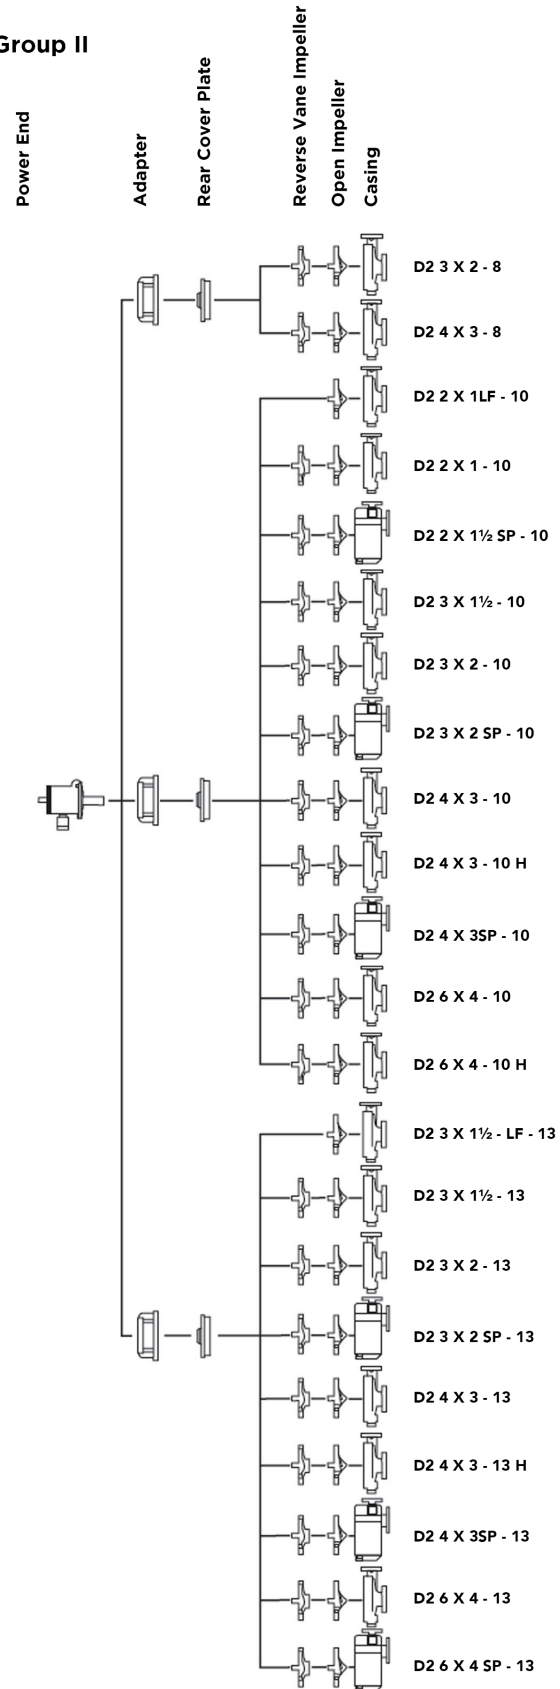 Group II
Power End
Adapter
Rear Cover Plate
Reverse Vane Impeller
Open Impeller
Casing
D2 3 X 2 - 8
D2 4 X 3 - 8
D2 2 X 1LF - 10
D2 2 X 1 - 10
D2 2 X 1½ SP - 10
D2 3 X 1½ - 10
D2 3 X 2 - 10
D2 3 X 2 SP - 10
D2 4 X 3 - 10
D2 4 X 3 - 10 H
D2 4 X 3SP - 10
D2 6 X 4 - 10
D2 6 X 4 - 10 H
D2 3 X 1½ - LF - 13
D2 3 X 1½ - 13
D2 3 X 2 - 13
D2 3 X 2 SP - 13
D2 4 X 3 - 13
D2 4 X 3 - 13 H
D2 4 X 3SP - 13
D2 6 X 4 - 13
D2 6 X 4 SP - 13